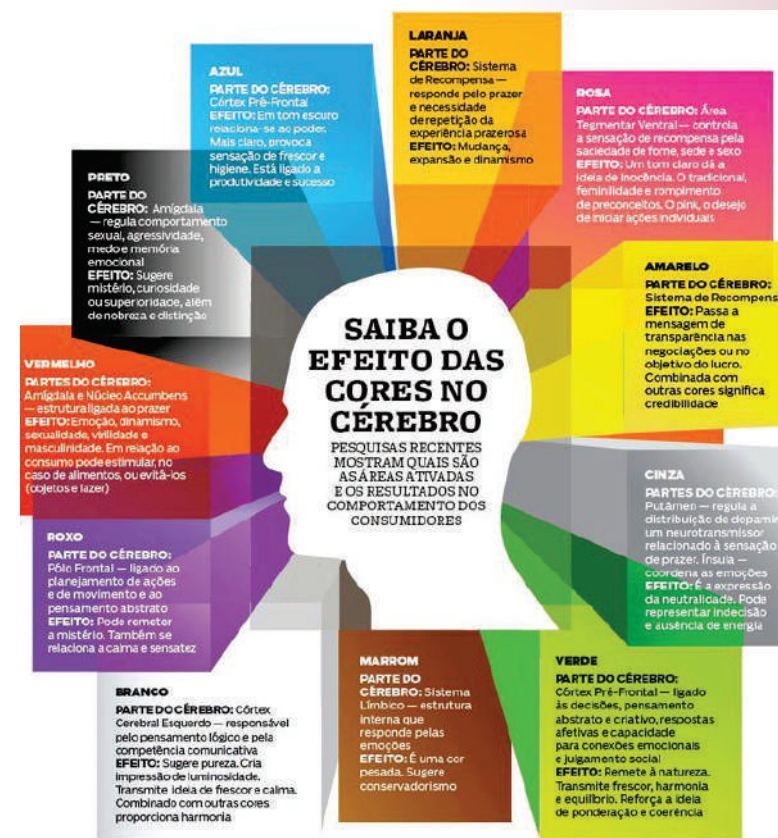 SAIBA O
EFEITO DAS
CORES NO
CÉREBRO
PESQUISAS RECENTES
MOSTRAM QUAIS SÃO
AS ÁREAS ATIVADAS
E OS RESULTADOS NO
COMPORTAMENTO DOS
CONSUMIDORES
LARANJA
PARTE DO
CÉREBRO: Sistema
de Recompensa —
responde pelo prazer
e necessidade
derepetição da
experiência prazerosa
EFEITO: Mudança,
expansão e dinamismo
ROSA
PARTE DO CÉREBRO: Área
Tegmentar Ventral — controla
a sensação de recompensa pela
saciedade de fome, sede e sexo
EFEITO: Um tom claro dá a
ideia de inocência. O tradicional,
feminilidade e rompimento
de preconceitos. O pink, o desejo
de iniciar ações individuais
AMARELO
PARTE DO CÉREBRO:
Sistema de Recompens
EFEITO: Passa a
mensagem de
transparência nas
negociações ou no
objetivo do lucro.
Combinada com
outras cores significa
credibilidade
CINZA
PARTES DO CÉREBRO:
Putâmen — regula a
distribuição de dopamin
um neurotransmissor
relacionado à sensação
de prazer. Ínsula —
coordena as emoções
EFEITO: É a expressão
da neutralidade. Pode
representar indecisão
e ausência de energia
VERDE
PARTE DO CÉREBRO:
Córtex Pré-Frontal — ligado
às decisões, pensamento
abstrato e criativo, respostas
afetivas e capacidade
para conexões emocionais
e julgamento social
EFEITO: Remete à natureza.
Transmite frescor, harmonia
e equilíbrio. Reforça a ideia
de ponderação e coerência
MARROM
PARTE DO
CÉREBRO: Sistema
Límbico — estrutura
interna que
responde pelas
emoções
EFEITO: É uma cor
pesada. Sugere
conservadorismo
BRANCO
PARTE DO CÉREBRO: Córtex
Cerebral Esquerdo — responsável
pelo pensamento lógico e pela
competência comunicativa
EFEITO: Sugere pureza. Cria
impressão de luminosidade.
Transmite ideia de frescor e calma.
Combinado com outras cores
proporciona harmonia
ROXO
PARTE DO CÉREBRO:
Pólo Frontal — ligado ao
planejamento de ações
e de movimento e ao
pensamento abstrato
EFEITO: Pode remeter
a mistério. Também se
relaciona a calma e sensatez
VERMELHO
PARTES DO CÉREBRO:
Amígdala e Núcleo Accumbens
— estrutura ligada ao prazer
EFEITO: Emoção, dinamismo,
sexualidade, virilidade e
masculinidade. Em relação ao
consumo pode estimular, no
caso de alimentos, ou evitá-los
(objetos e lazer)
PRETO
PARTE DO
CÉREBRO: Amígdala
— regula comportamento
sexual, agressividade,
medo e memória
emocional
EFEITO: Sugere
mistério, curiosidade
ou superioridade, além
de nobreza e distinção
AZUL
PARTE DO CÉREBRO:
Córtex Pré-Frontal
EFEITO: Em tom escuro
relaciona-se ao poder.
Mais claro, provoca
sensação de frescor e
higiene. Está ligado a
produtividade e sucesso